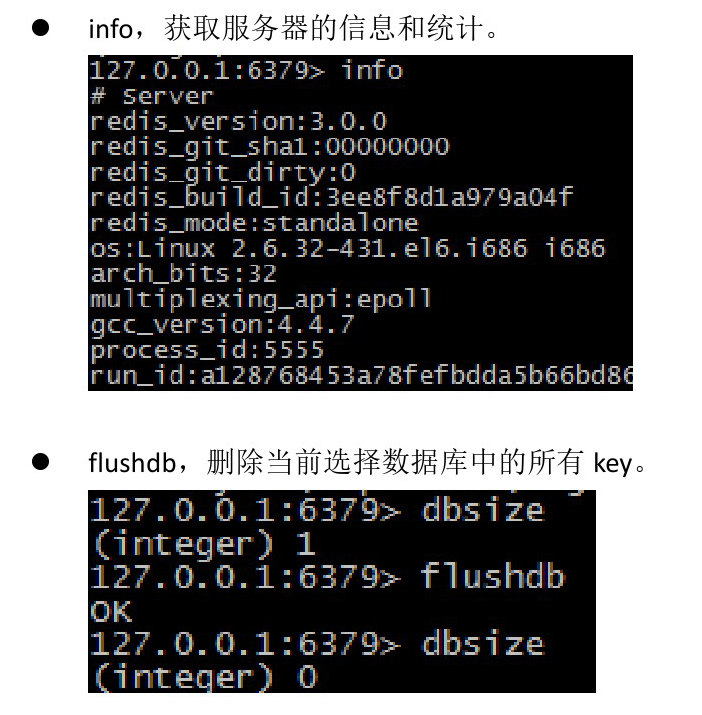 ● info，获取服务器的信息和统计。
127.0.0.1:6379> info
# Server
redis_version:3.0.0
redis_git_sha1:00000000
redis_git_dirty:0
redis_build_id:3ee8f8d1a979a04f
redis_mode:standalone
os:Linux 2.6.32-431.el6.i686 i686
arch_bits:32
multiplexing_api:epoll
gcc_version:4.4.7
process_id:5555
run_id:a128768453a78fefbdda5b66bd86
● flushdb，删除当前选择数据库中的所有 key。
127.0.0.1:6379> dbsize
(integer) 1
127.0.0.1:6379> flushdb
OK
127.0.0.1:6379> dbsize
(integer) 0